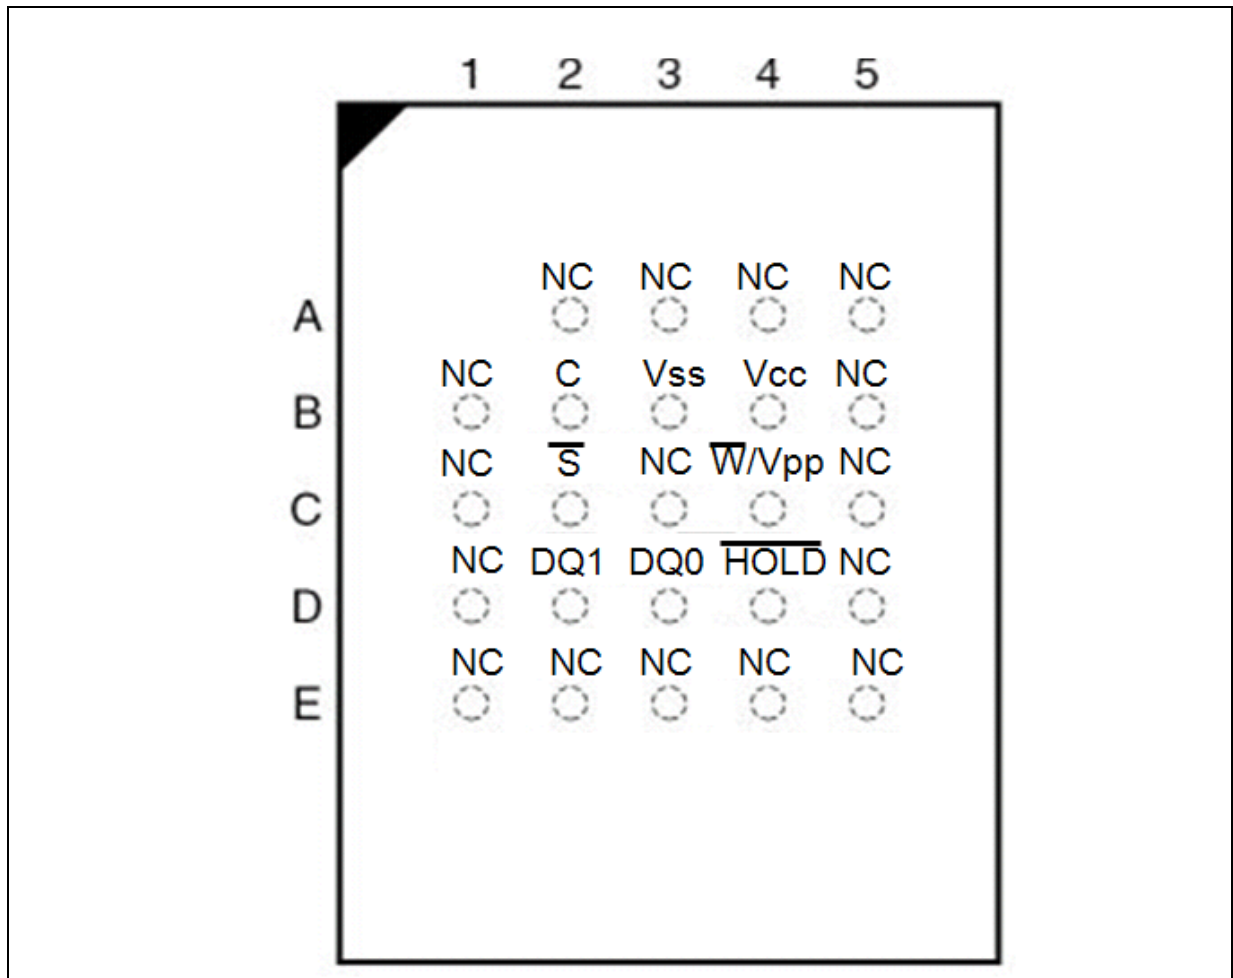 1 2 3 4 5
NC NC NC NC
A
NC C Vss Vcc NC
B
NC S̅ NC W̅/Vpp NC
C
NC DQ1 DQ0 H̅O̅L̅D̅ NC
D
NC NC NC NC NC
E